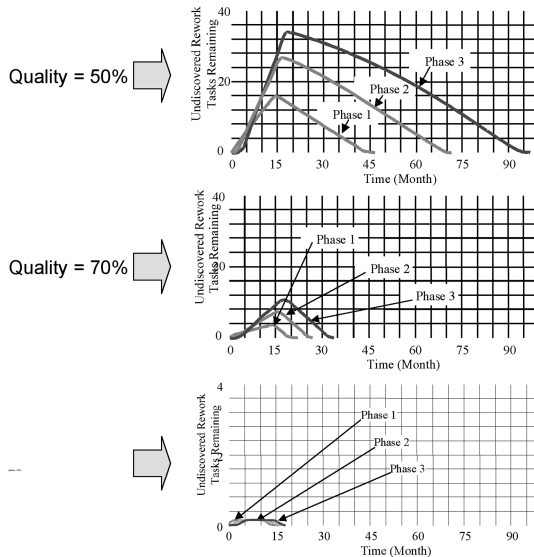 40
Undiscovered Rework
Tasks Remaining
20
0
Quality = 50%
Phase 3
Phase 2
Phase 1
0 15 30 45 60 75 90
Time (Month)
40
Undiscovered Rework
Tasks Remaining
20
0
Quality = 70%
Phase 1
Phase 2
Phase 3
0 15 30 45 60 75 90
Time (Month)
4
Undiscovered Rework
Tasks Remaining
0
Phase 1
Phase 2
Phase 3
0 15 30 45 60 75 90
Time (Month)